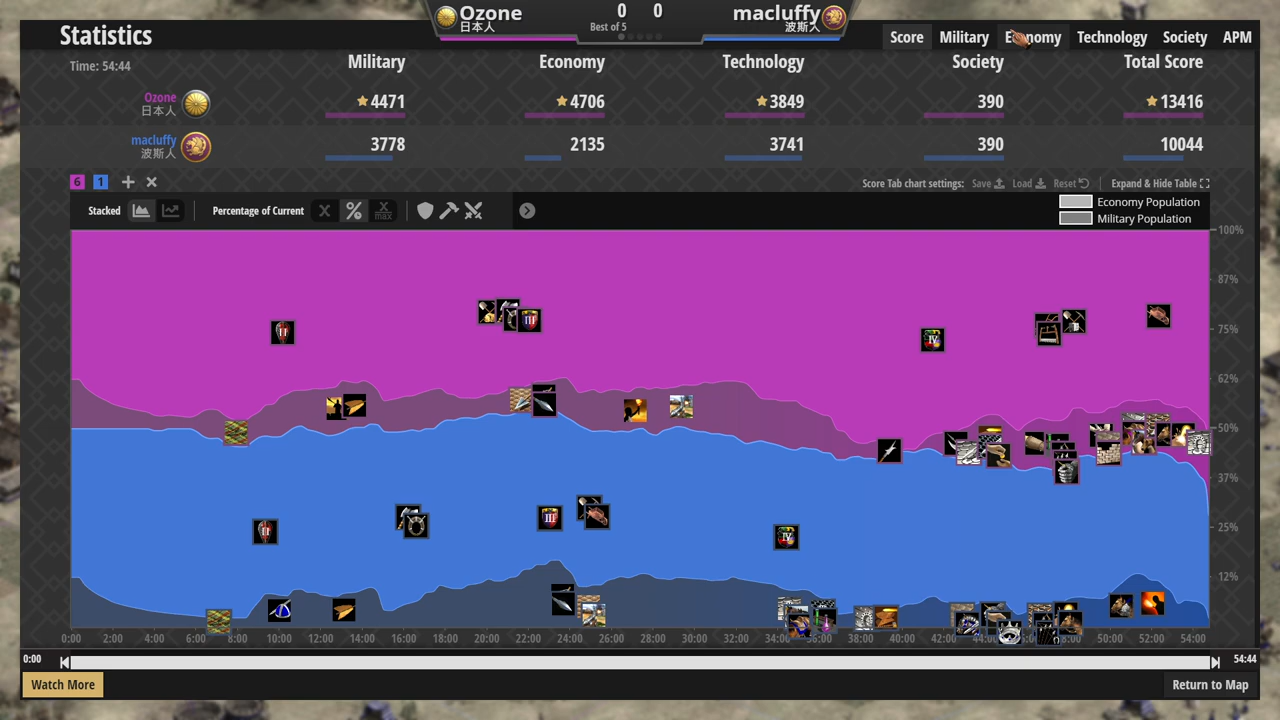 Ozone 0 0 macluffy
日本人 Best of 5 波斯人
Statistics
Score Military Economy Technology Society APM
Time: 54:44 Military Economy Technology Society Total Score
Ozone 4471 4706 3849 390 13416
日本人
macluffy 3778 2135 3741 390 10044
波斯人
6 1
Score Tab chart settings: Save Load Reset Expand & Hide Table
Stacked Percentage of Current X % X max
Economy Population
Military Population
100%
87%
75%
62%
50%
37%
25%
12%
II
III
IV
II
III
IV
0:00 2:00 4:00 6:00 8:00 10:00 12:00 14:00 16:00 18:00 20:00 22:00 24:00 26:00 28:00 30:00 32:00 34:00 36:00 38:00 40:00 42:00 50:00 52:00 54:00
0:00 54:44
Watch More Return to Map